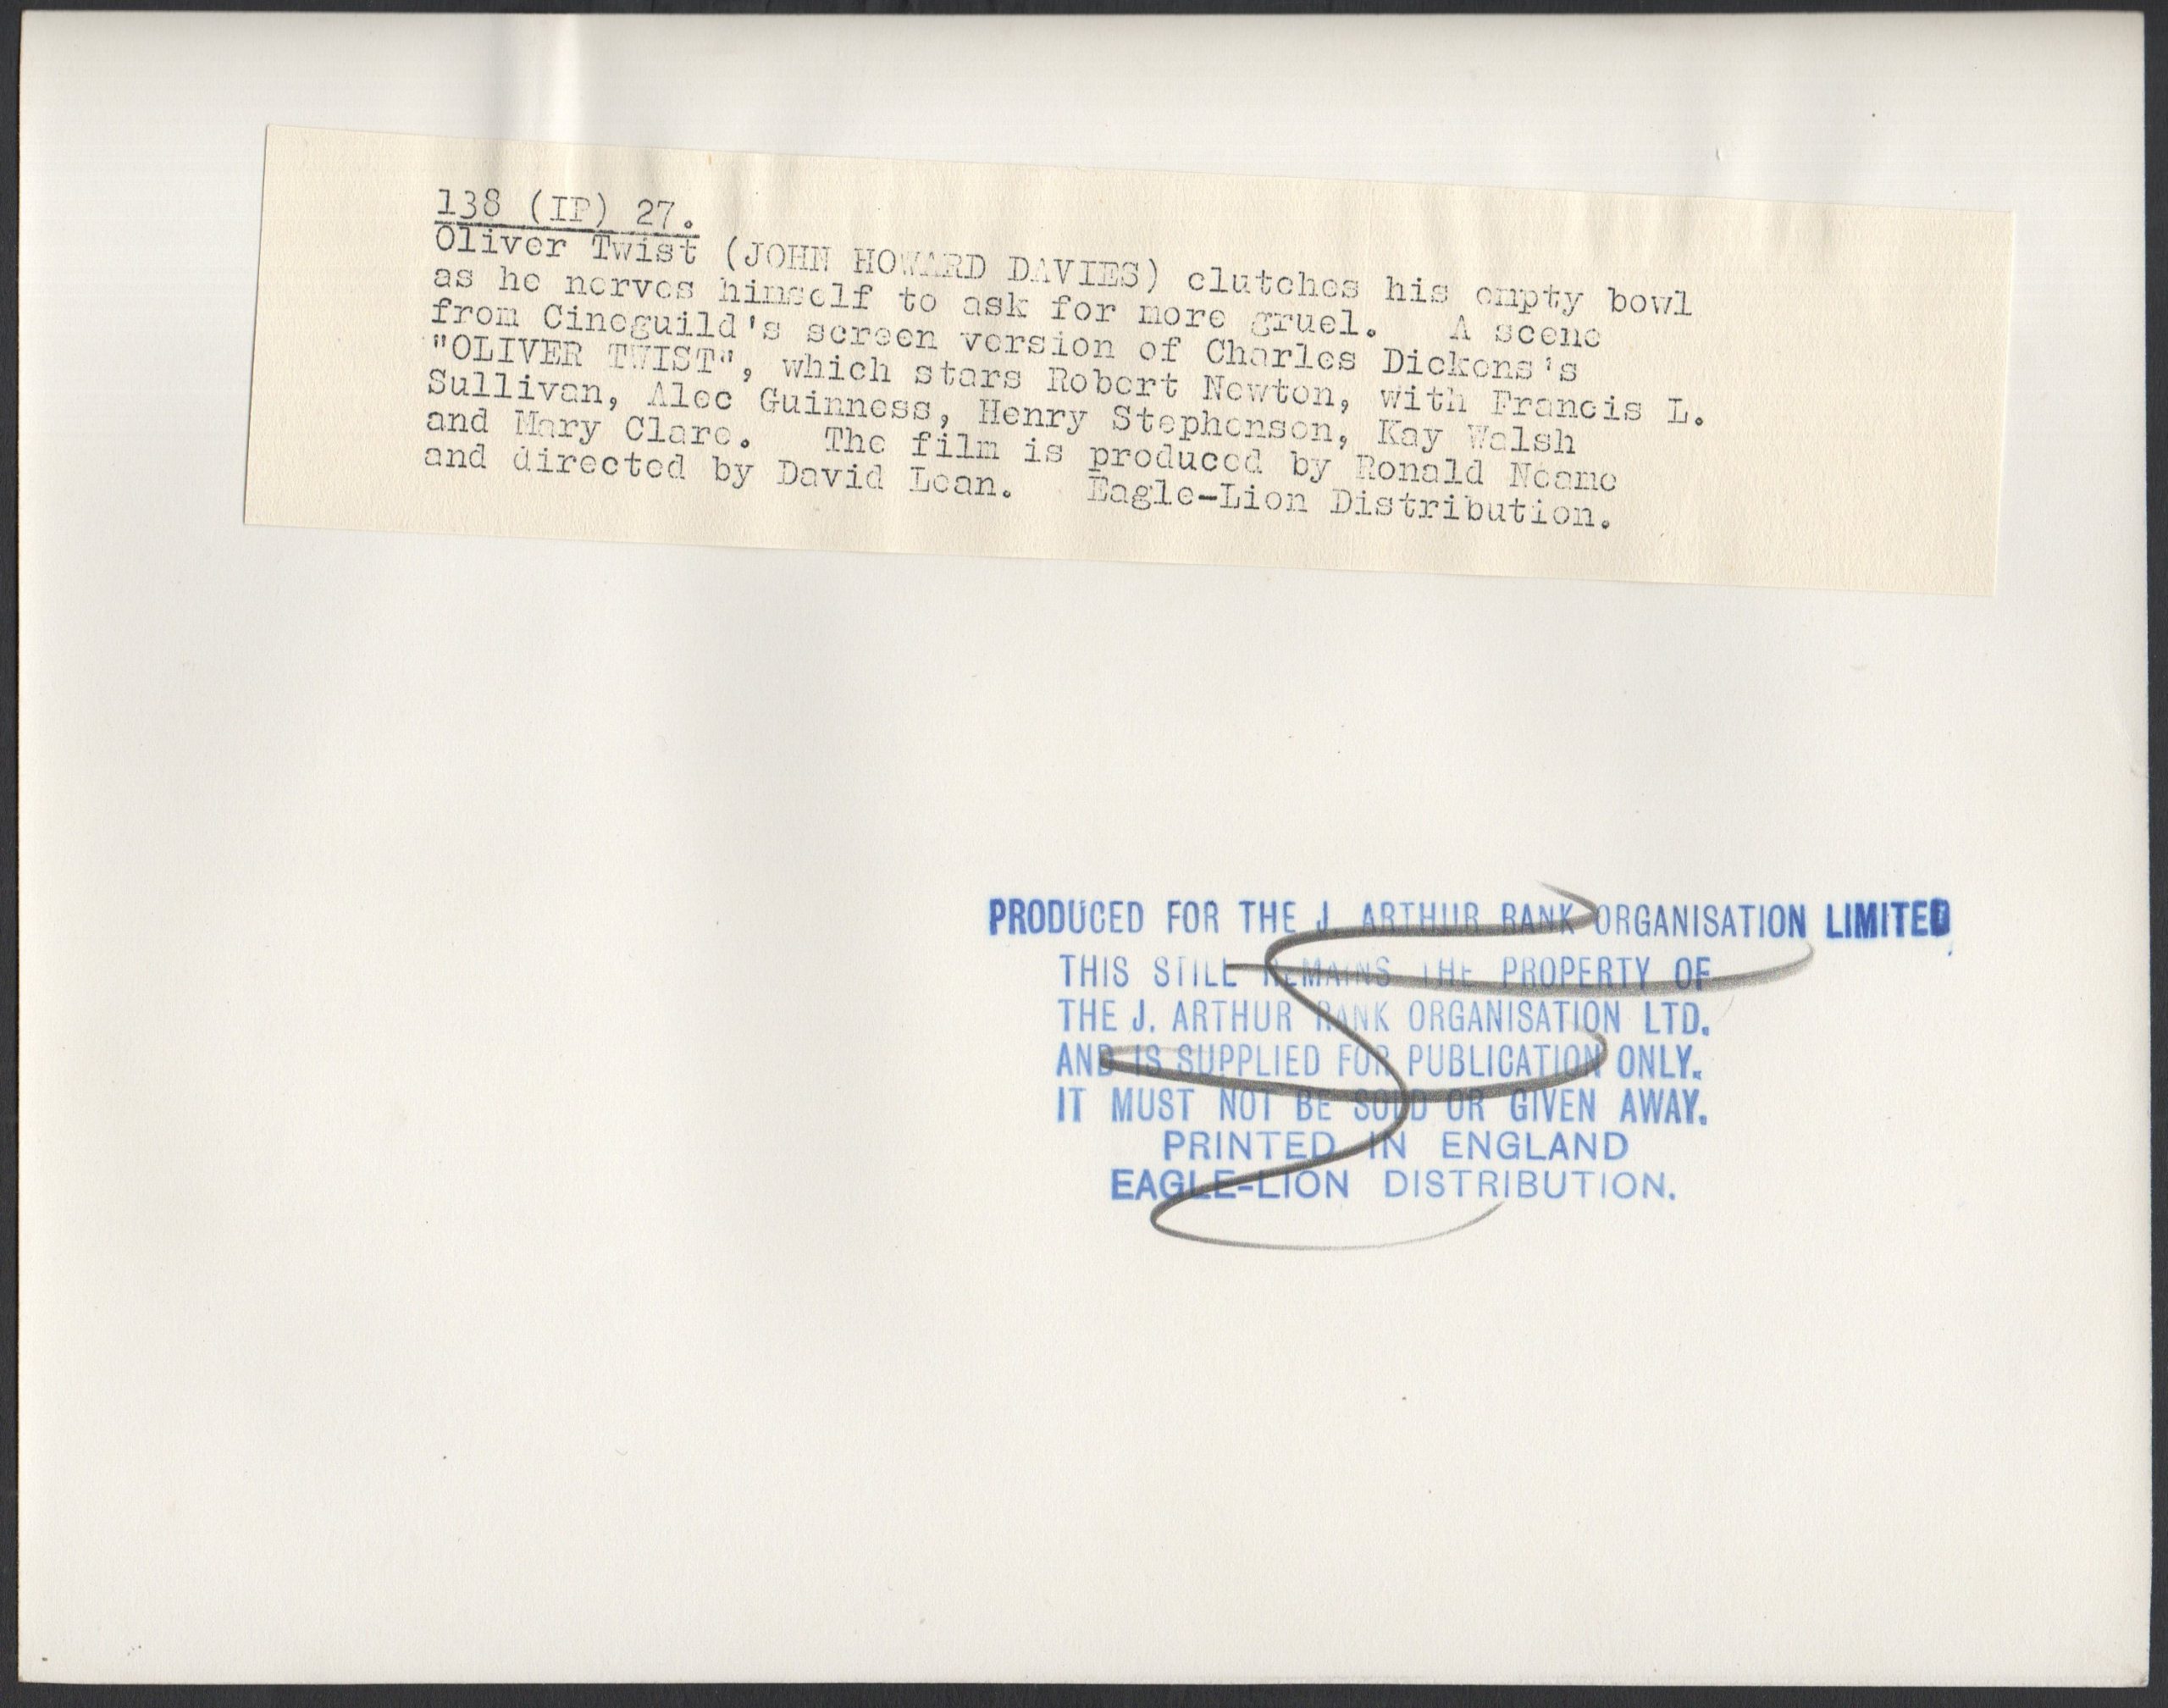 138 (IP) 27.
Oliver Twist (JOHN HOWARD DAVIES) clutches his empty bowl
as he nerves himself to ask for more gruel. A scene
from Cineguild's screen version of Charles Dickens's
"OLIVER TWIST", which stars Robert Newton, with Francis L.
Sullivan, Alec Guinness, Henry Stephenson, Kay Walsh
and Mary Clare. The film is produced by Ronald Neame
and directed by David Lean. Eagle-Lion Distribution.
PRODUCED FOR THE J. ARTHUR RANK ORGANISATION LIMITED
THIS STILL REMAINS THE PROPERTY OF
THE J. ARTHUR RANK ORGANISATION LTD.
AND IS SUPPLIED FOR PUBLICATION ONLY.
IT MUST NOT BE SOLD OR GIVEN AWAY.
PRINTED IN ENGLAND
EAGLE-LION DISTRIBUTION.